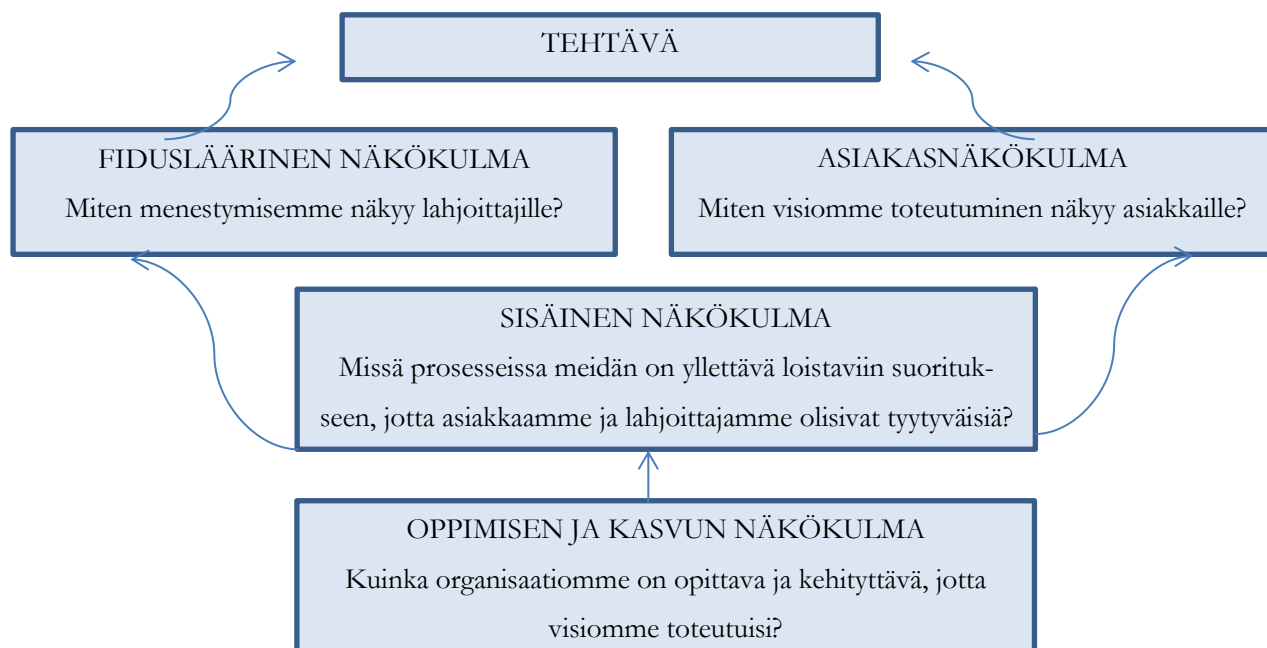 TEHTÄVÄ
FIDUSLÄÄRINEN NÄKÖKULMA
Miten menestymisemme näkyy lahjoittajille?
ASIAKASNÄKÖKULMA
Miten visiomme toteutuminen näkyy asiakkaille?
SISÄINEN NÄKÖKULMA
Missä prosesseissa meidän on yllettävä loistaviin suorituk-
seen, jotta asiakkaamme ja lahjoittajamme olisivat tyytyväisiä?
OPPIMISEN JA KASVUN NÄKÖKULMA
Kuinka organisaatiomme on opittava ja kehityttävä, jotta
visiomme toteutuisi?